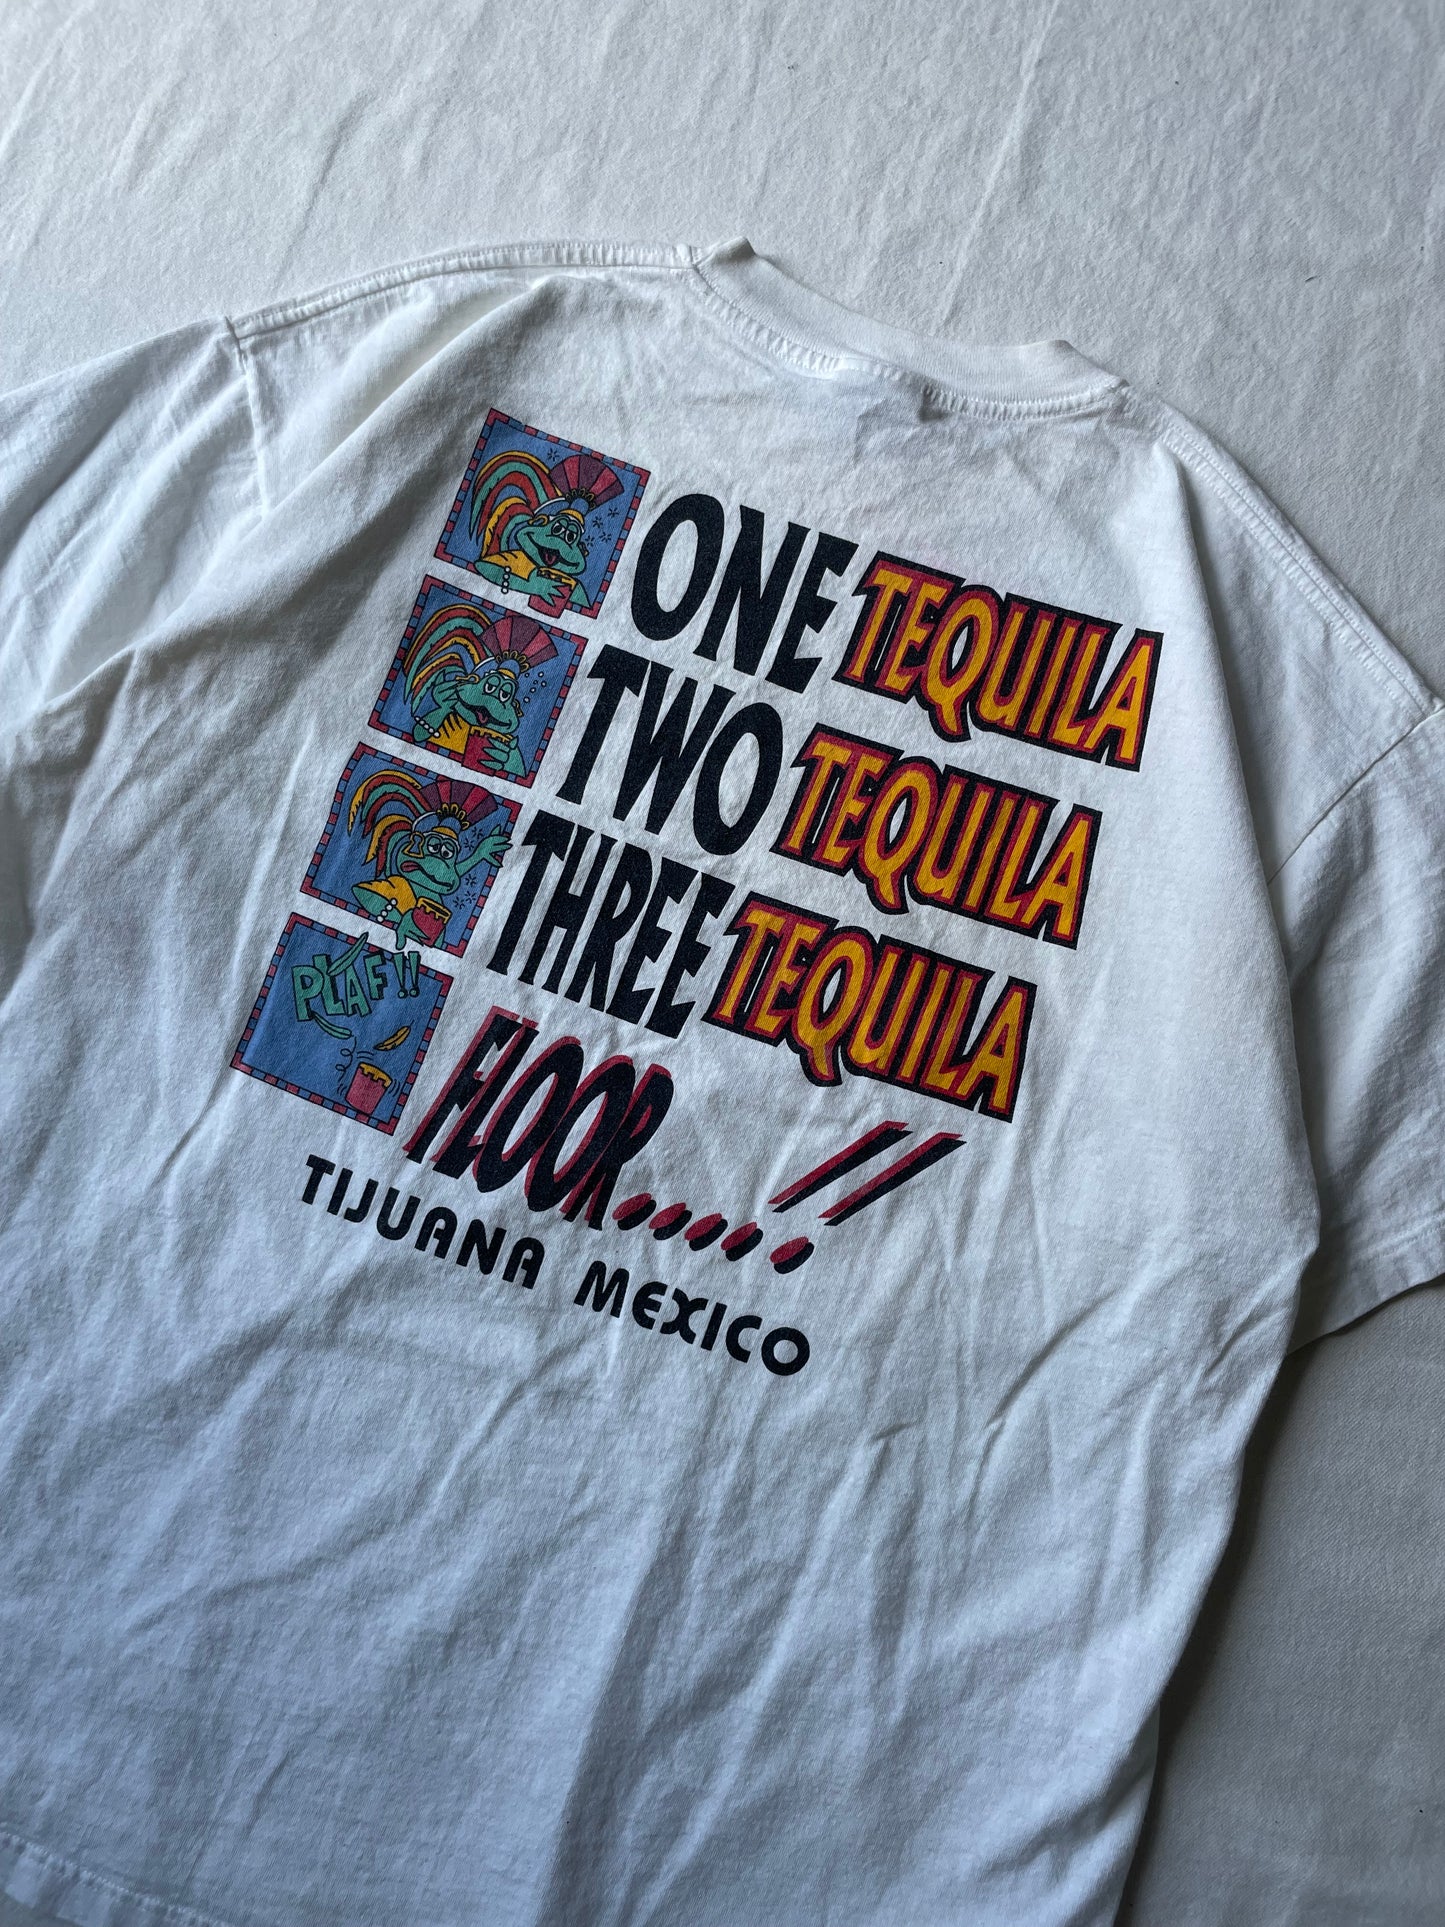 ONE TEQUILA
TWO TEQUILA
THREE TEQUILA
PLAF!!
FLOOR.....!!
TIJUANA MEXICO